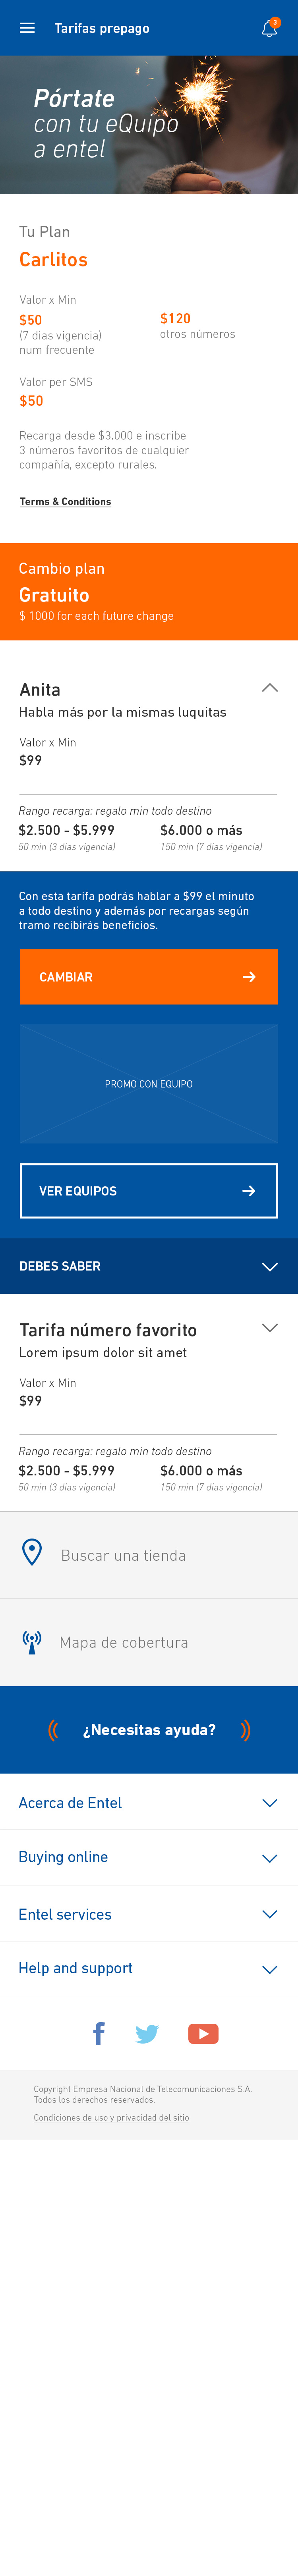 Tarifas prepago
3
Pórtate
con tu eQuipo
a entel
Tu Plan
Carlitos
Valor x Min
$50
(7 dias vigencia)
num frecuente
$120
otros números
Valor per SMS
$50
Recarga desde $3.000 e inscribe
3 números favoritos de cualquier
compañía, excepto rurales.
Terms & Conditions
Cambio plan
Gratuito
$ 1000 for each future change
Anita
Habla más por la mismas luquitas
Valor x Min
$99
Rango recarga: regalo min todo destino
$2.500 - $5.999 $6.000 o más
50 min (3 dias vigencia) 150 min (7 dias vigencia)
Con esta tarifa podrás hablar a $99 el minuto
a todo destino y además por recargas según
tramo recibirás beneficios.
CAMBIAR
PROMO CON EQUIPO
VER EQUIPOS
DEBES SABER
Tarifa número favorito
Lorem ipsum dolor sit amet
Valor x Min
$99
Rango recarga: regalo min todo destino
$2.500 - $5.999 $6.000 o más
50 min (3 dias vigencia) 150 min (7 dias vigencia)
Buscar una tienda
Mapa de cobertura
¿Necesitas ayuda?
Acerca de Entel
Buying online
Entel services
Help and support
Copyright Empresa Nacional de Telecomunicaciones S.A.
Todos los derechos reservados.
Condiciones de uso y privacidad del sitio